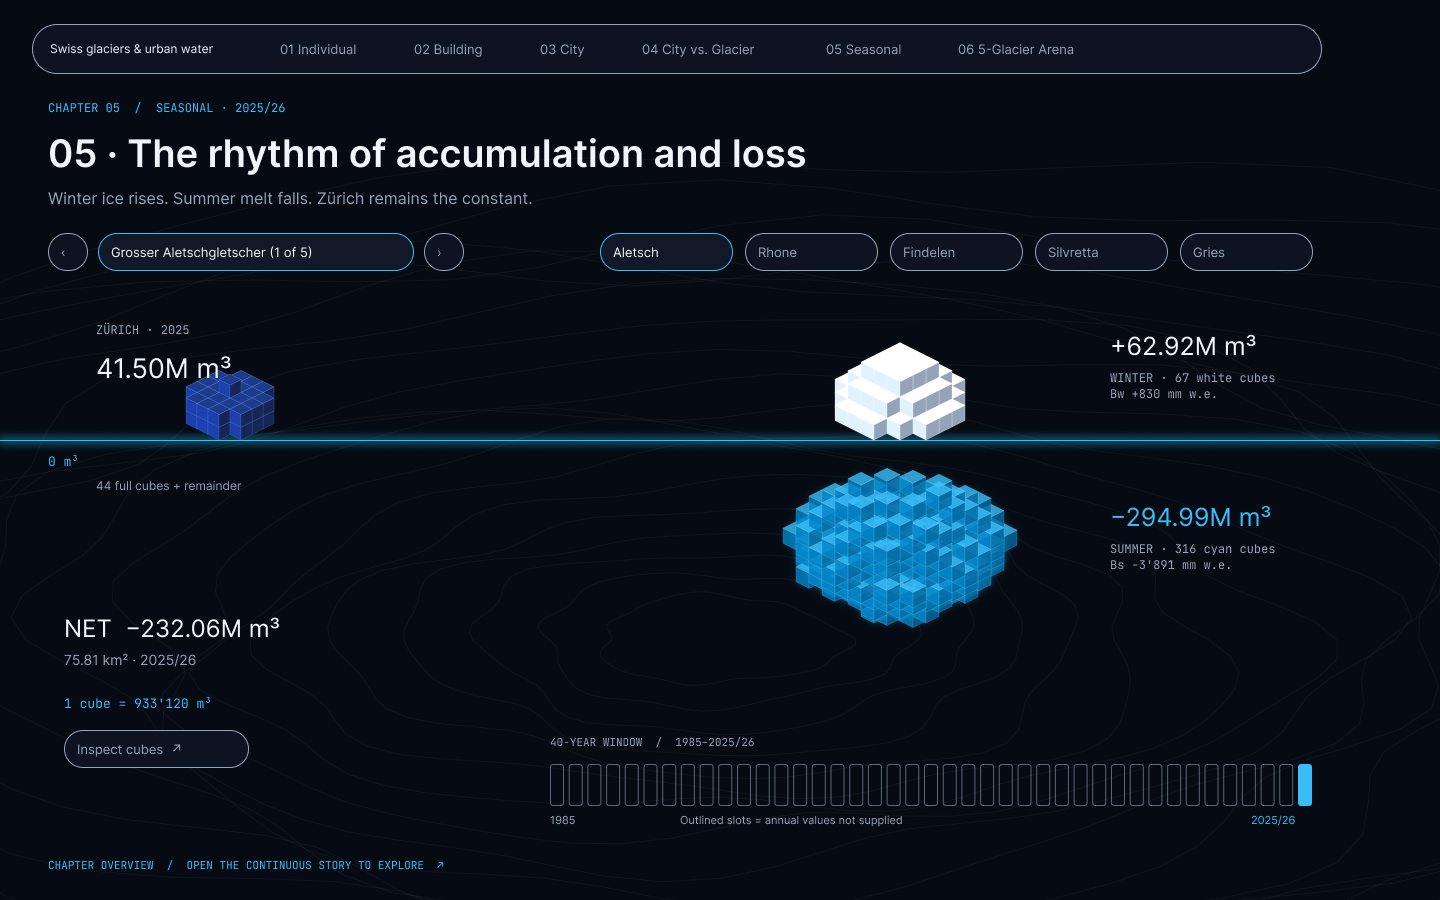 Swiss glaciers & urban water
01 Individual
02 Building
03 City
04 City vs. Glacier
05 Seasonal
06 5-Glacier Arena
CHAPTER 05 / SEASONAL · 2025/26
05 · The rhythm of accumulation and loss
Winter ice rises. Summer melt falls. Zürich remains the constant.
‹
Grosser Aletschgletscher (1 of 5)
›
Aletsch
Rhone
Findelen
Silvretta
Gries
ZÜRICH · 2025
41.50M m³
0 m³
44 full cubes + remainder
+62.92M m³
WINTER · 67 white cubes
Bw +830 mm w.e.
−294.99M m³
SUMMER · 316 cyan cubes
Bs -3'891 mm w.e.
NET −232.06M m³
75.81 km² · 2025/26
1 cube = 933'120 m³
Inspect cubes ↗
40-YEAR WINDOW / 1985–2025/26
1985
Outlined slots = annual values not supplied
2025/26
CHAPTER OVERVIEW / OPEN THE CONTINUOUS STORY TO EXPLORE ↗